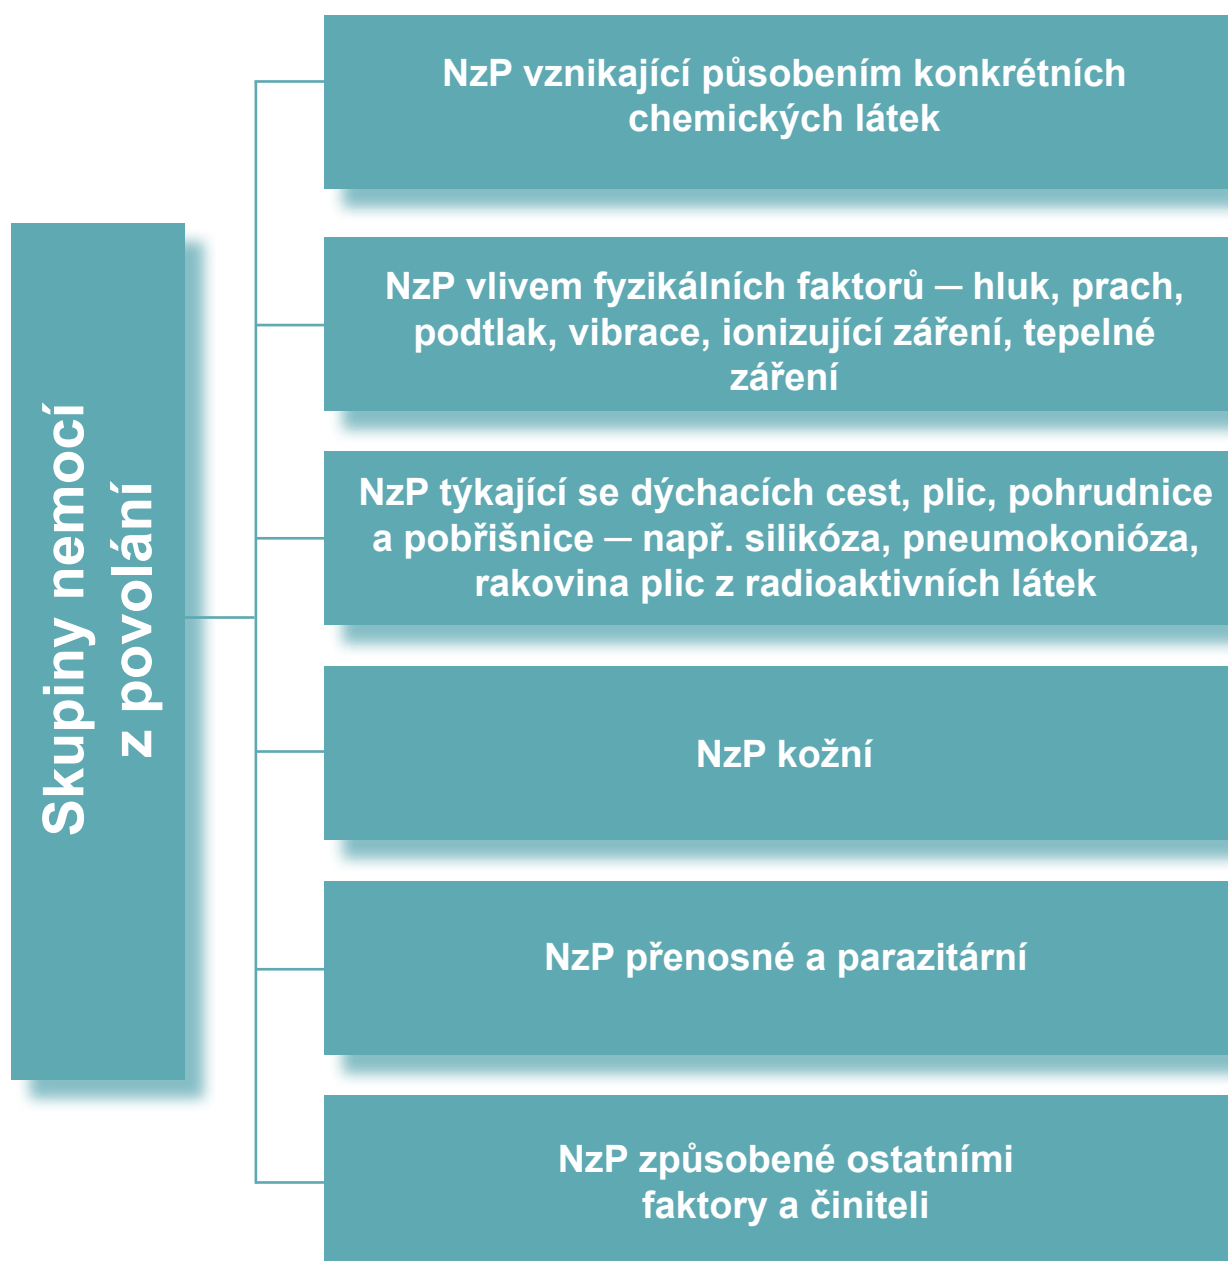 Skupiny nemocí
z povolání
NzP vznikající působením konkrétních
chemických látek
NzP vlivem fyzikálních faktorů — hluk, prach,
podtlak, vibrace, ionizující záření, tepelné
záření
NzP týkající se dýchacích cest, plic, pohrudnice
a pobřišnice — např. silikóza, pneumokonióza,
rakovina plic z radioaktivních látek
NzP kožní
NzP přenosné a parazitární
NzP způsobené ostatními
faktory a činiteli